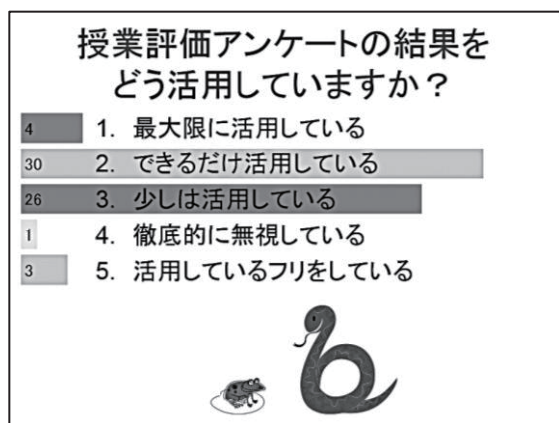 授業評価アンケートの結果を
どう活用していますか？
4 1. 最大限に活用している
30 2. できるだけ活用している
26 3. 少しは活用している
1 4. 徹底的に無視している
3 5. 活用しているフリをしている